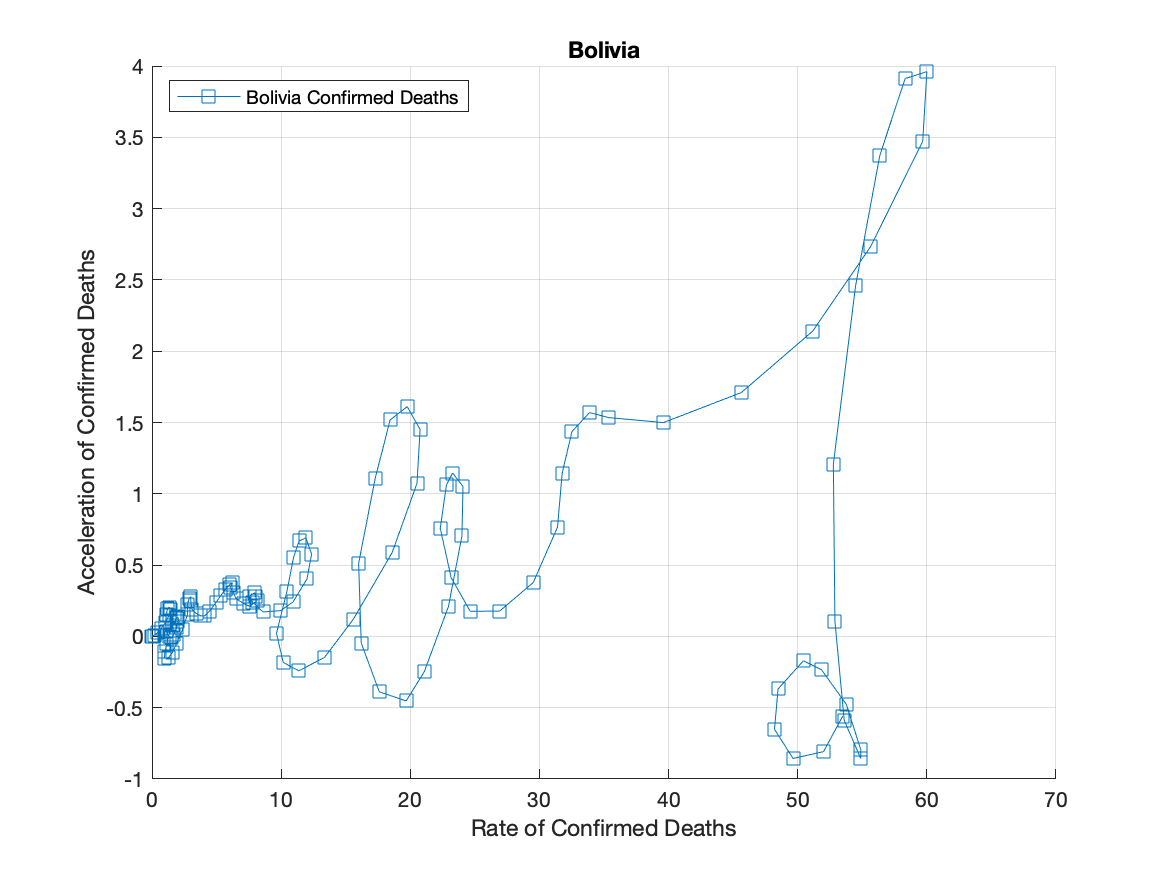 Bolivia
Bolivia Confirmed Deaths
4
3.5
3
2.5
2
1.5
1
0.5
0
-0.5
-1
Acceleration of Confirmed Deaths
0 10 20 30 40 50 60 70
Rate of Confirmed Deaths